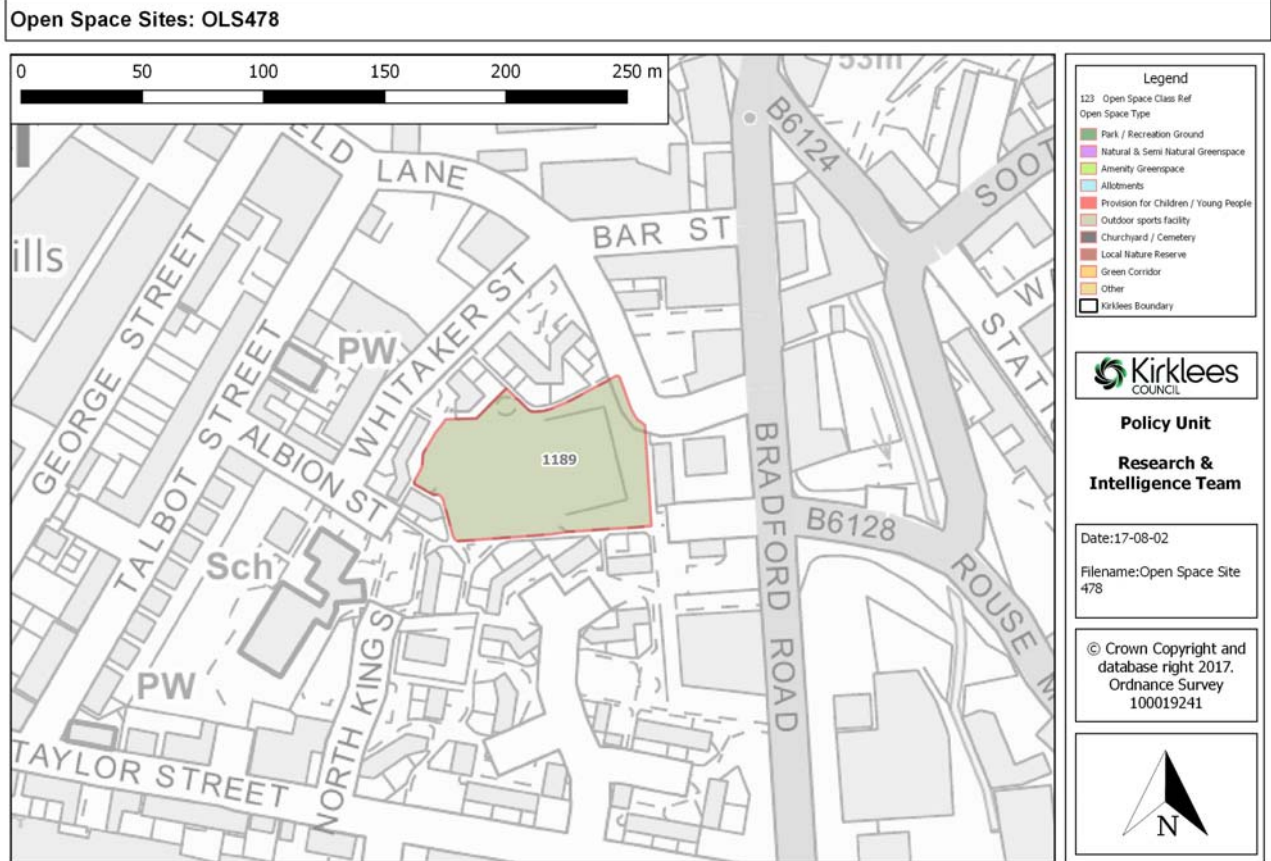 Open Space Sites: OLS478
0 50 100 150 200 250 m
53m
B6124
ELD LANE
SOOT
BAR ST
ills
WHITAKER ST
GEORGE STREET
PW
W
STAT
TALBOT STREET
ALBION ST
1189
BRADFORD ROAD
B6128
Sch
ROUSE M
PW
NORTH KINGS
TAYLOR STREET
Legend
123 Open Space Class Ref
Open Space Type
Park / Recreation Ground
Natural & Semi Natural Greenspace
Amenity Greenspace
Allotments
Provision for Children / Young People
Outdoor sports facility
Churchyard / Cemetery
Local Nature Reserve
Green Corridor
Other
Kirklees Boundary
Kirklees
COUNCIL
Policy Unit
Research &
Intelligence Team
Date:17-08-02
Filename:Open Space Site
478
© Crown Copyright and
database right 2017.
Ordnance Survey
100019241
N